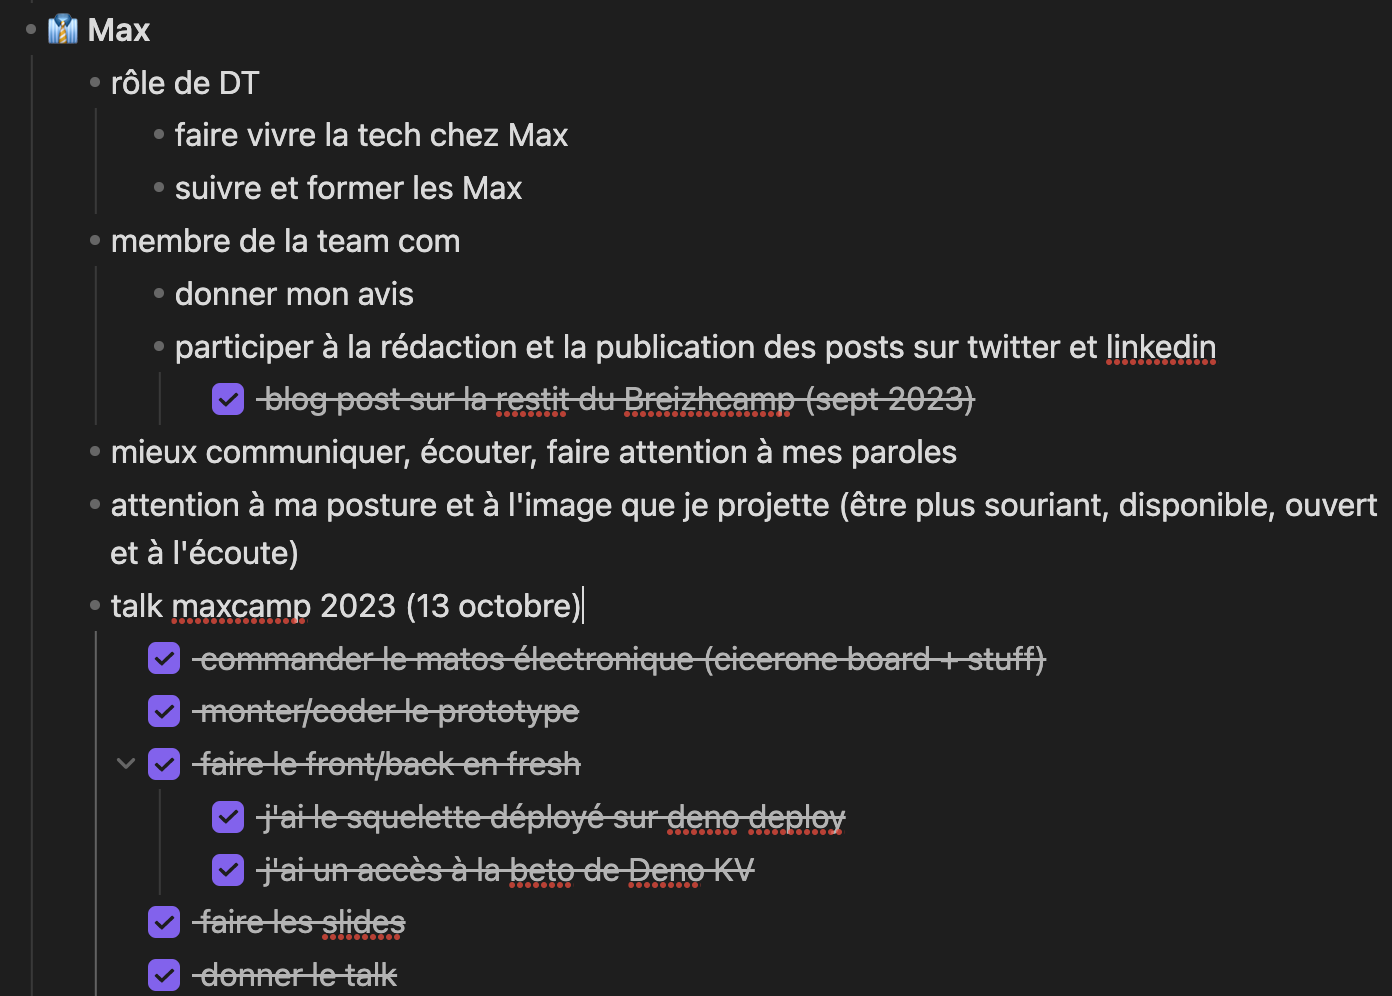 👔 Max
rôle de DT
faire vivre la tech chez Max
suivre et former les Max
membre de la team com
donner mon avis
participer à la rédaction et la publication des posts sur twitter et linkedin
blog post sur la restit du Breizhcamp (sept 2023)
mieux communiquer, écouter, faire attention à mes paroles
attention à ma posture et à l'image que je projette (être plus souriant, disponible, ouvert
et à l'écoute)
talk maxcamp 2023 (13 octobre)
commander le matos électronique (cicerone board + stuff)
monter/coder le prototype
faire le front/back en fresh
j'ai le squelette déployé sur deno deploy
j'ai un accès à la beto de Deno KV
faire les slides
donner le talk